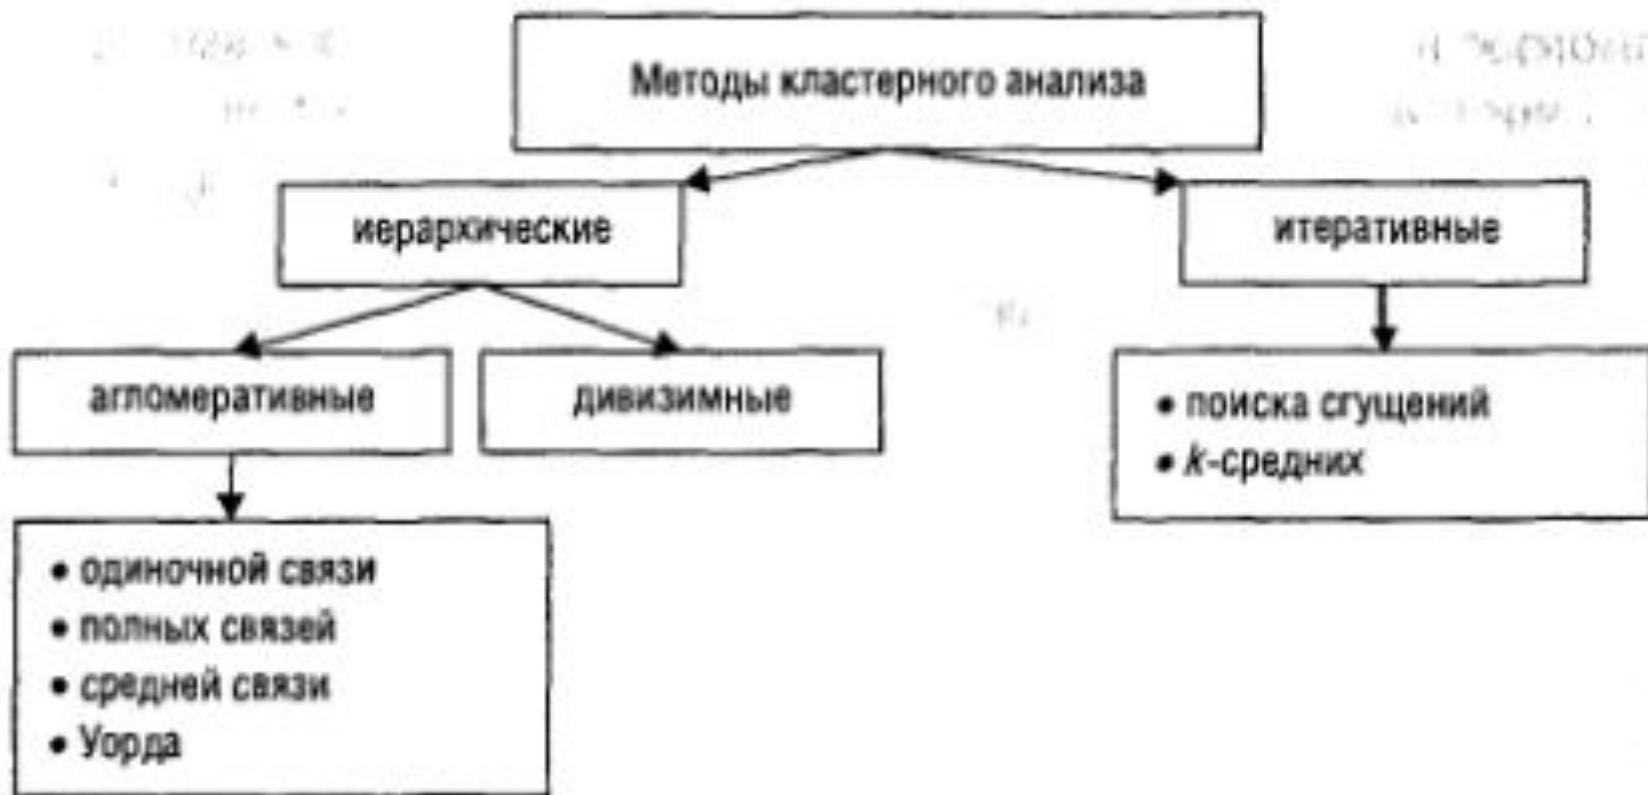 Методы кластерного анализа
иерархические
итеративные
агломеративные
дивизимные
• поиска сгущений
• k-средних
• одиночной связи
• полных связей
• средней связи
• Уорда